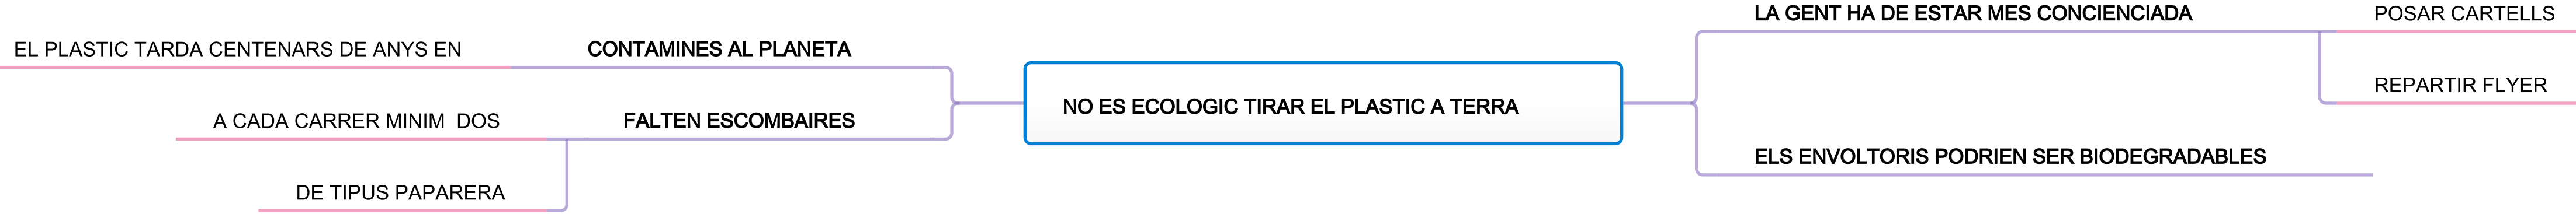 LA GENT HA DE ESTAR MES CONCIENCIADA
POSAR CARTELLS
EL PLASTIC TARDA CENTENARS DE ANYS EN
CONTAMINES AL PLANETA
REPARTIR FLYER
NO ES ECOLOGIC TIRAR EL PLASTIC A TERRA
A CADA CARRER MINIM  DOS
FALTEN ESCOMBAIRES
ELS ENVOLTORIS PODRIEN SER BIODEGRADABLES
DE TIPUS PAPARERA